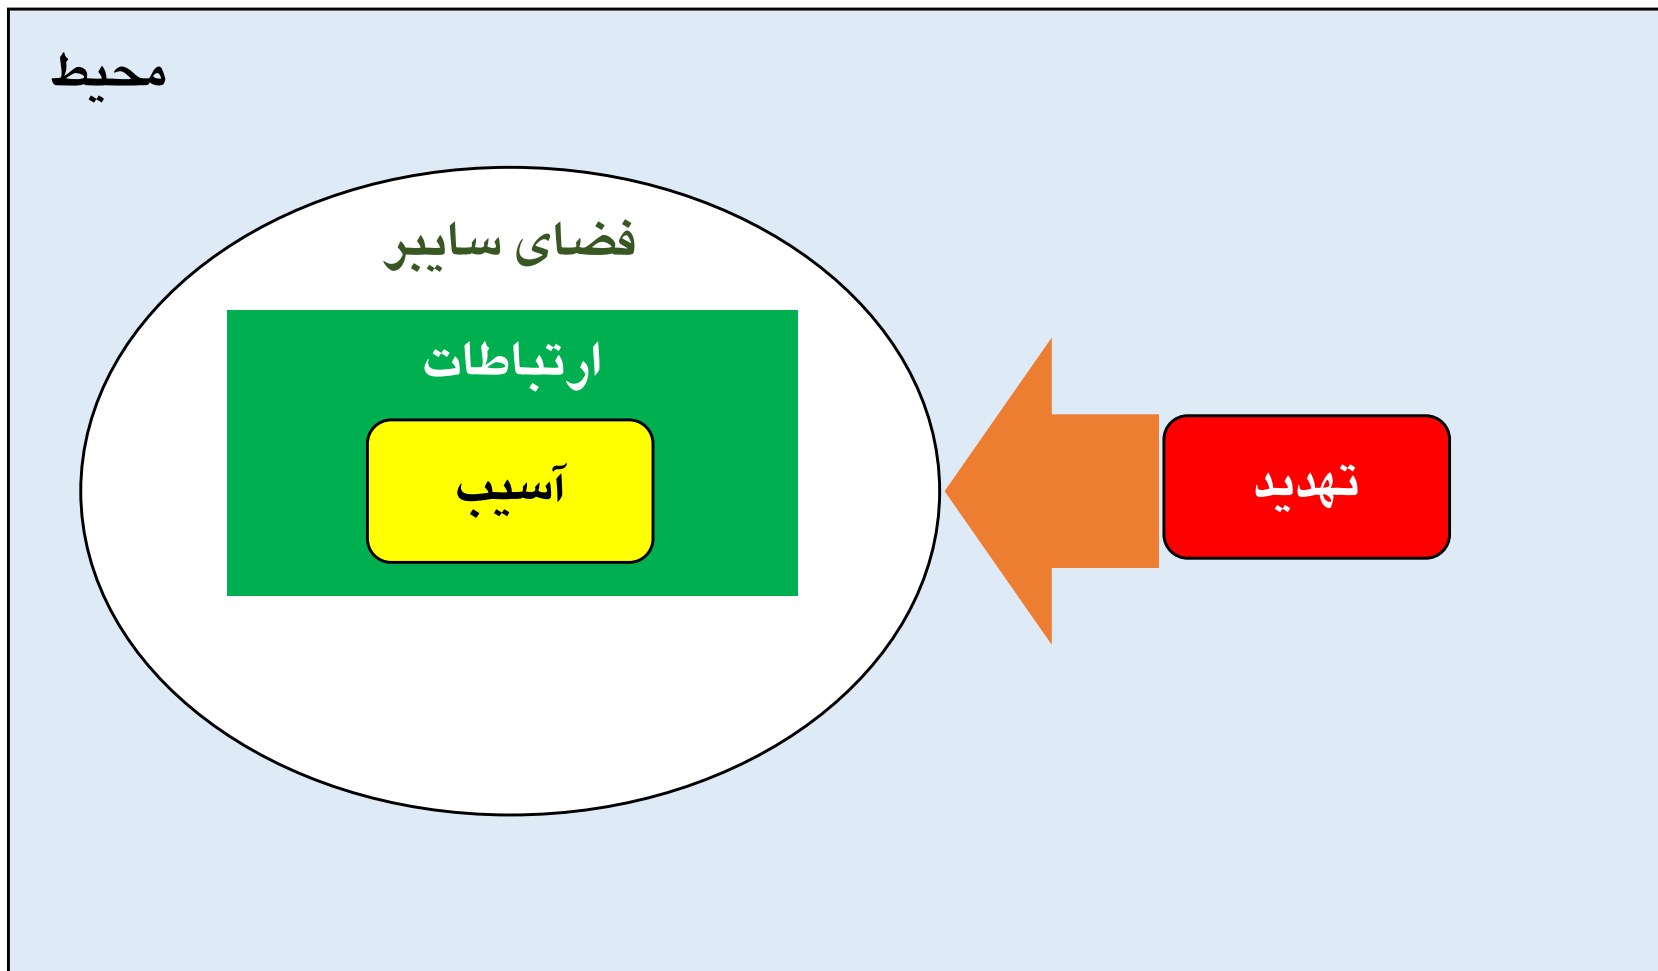 محیط
فضای سایبر
ارتباطات
آسیب
تهدید